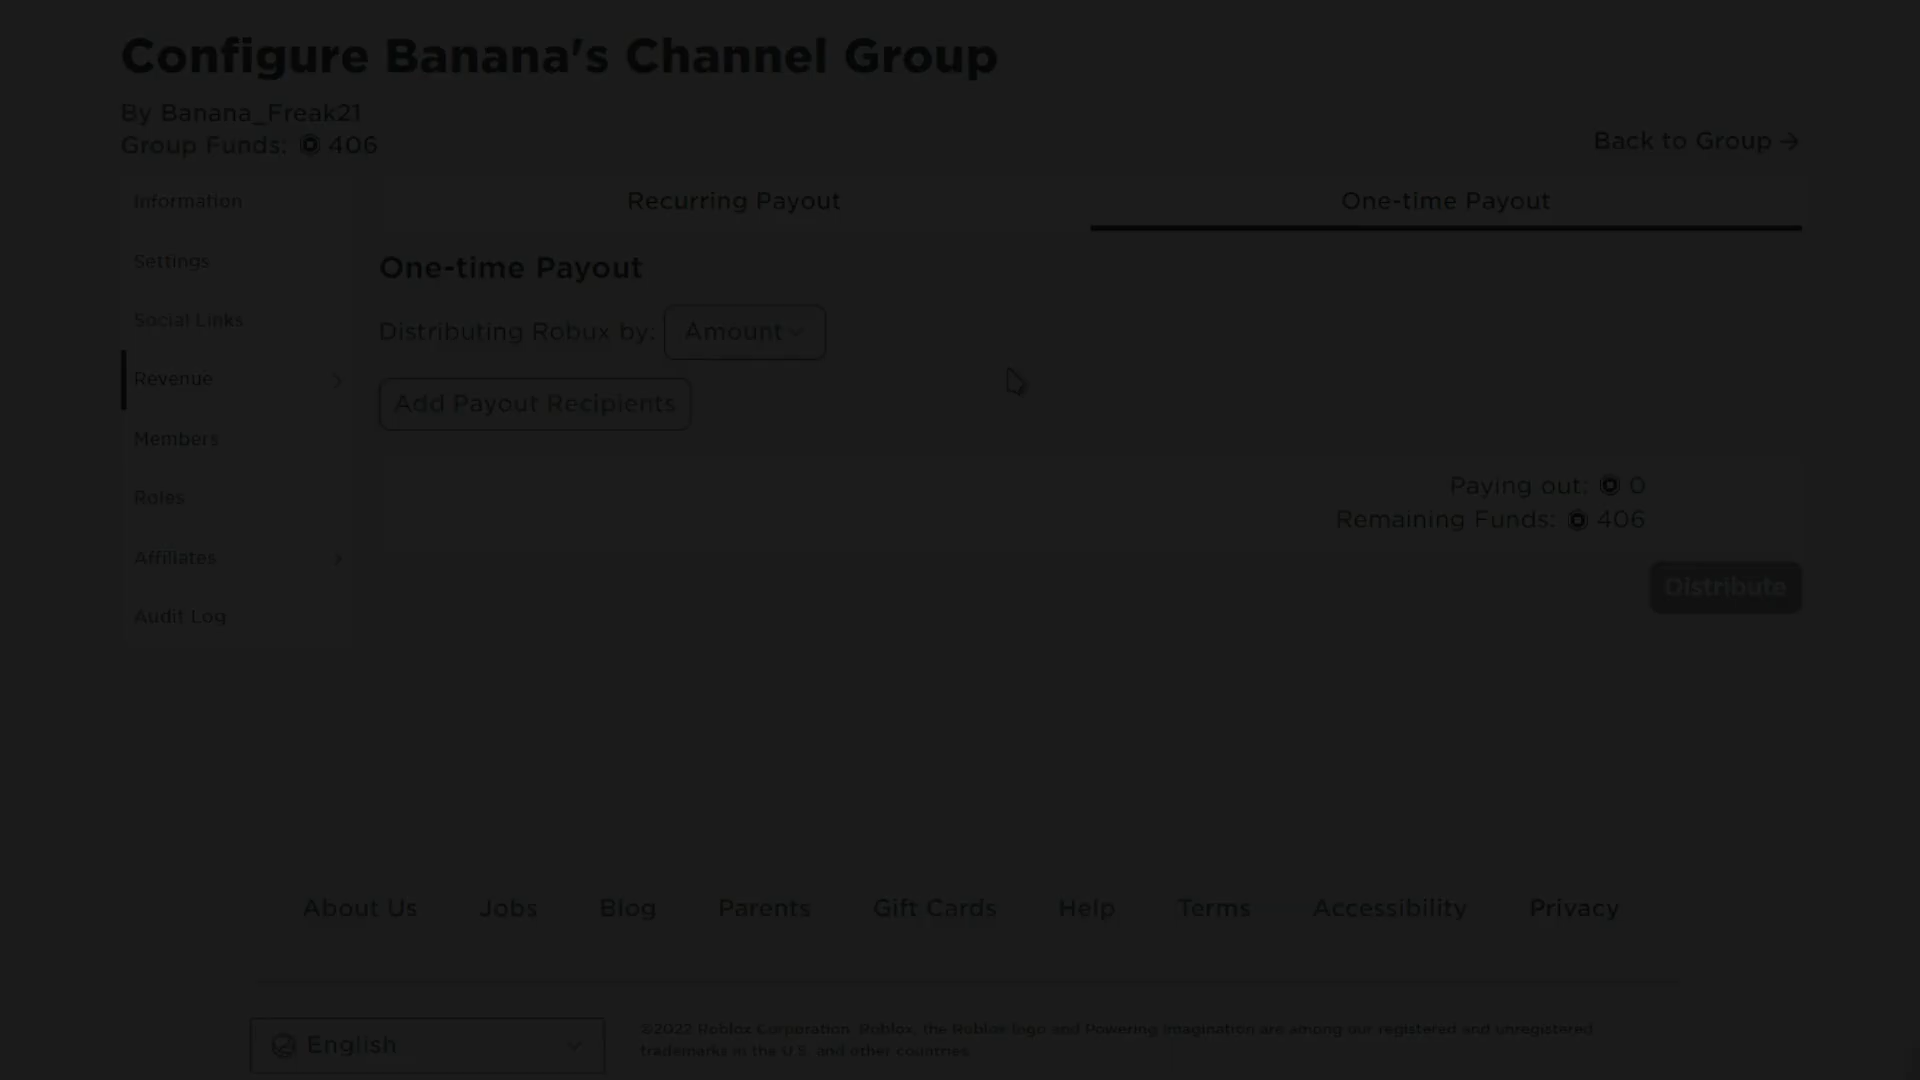 Configure Banana's Channel Group
By Banana_Freak21
Group Funds: 406
Back to Group
Information
Settings
Social Links
Revenue
Members
Roles
Affiliates
Audit Log
Recurring Payout
One-time Payout
One-time Payout
Distributing Robux by: Amount
Add Payout Recipients
Paying out: 0
Remaining Funds: 406
Distribute
About Us Jobs Blog Parents Gift Cards Help Terms Accessibility Privacy
English
©2022 Roblox Corporation. Roblox, the Roblox logo and Powering Imagination are among our registered and unregistered
trademarks in the U.S. and other countries.